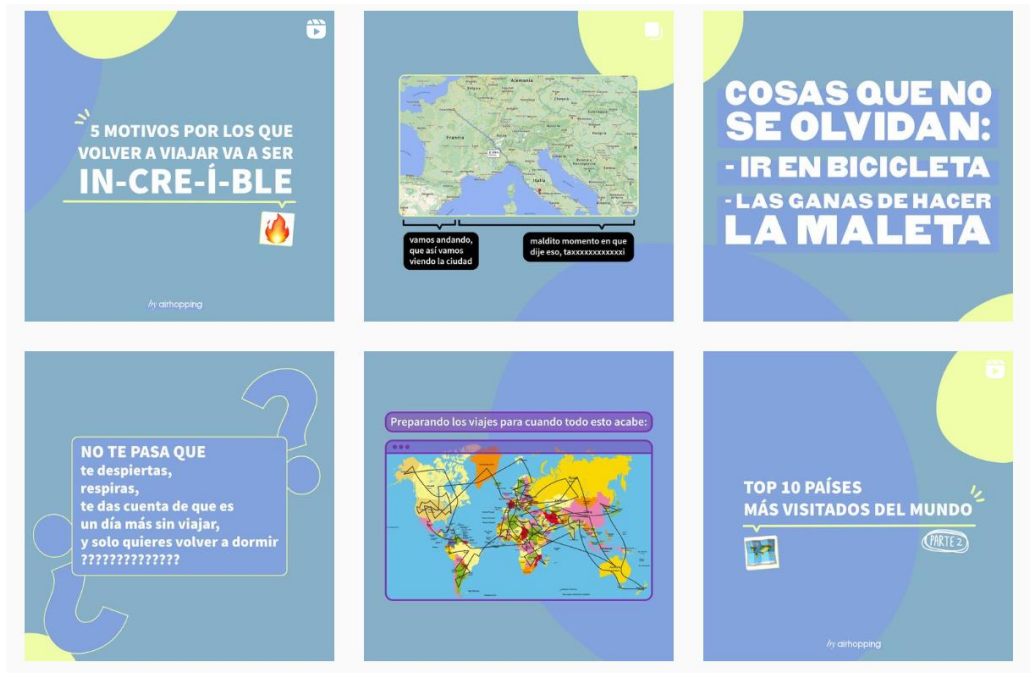 5 MOTIVOS POR LOS QUE
VOLVER A VIAJAR VA A SER
IN-CRE-Í-BLE
by airhopping
Alemania
Francia
Italia
vamos andando,
que así vamos
viendo la ciudad
maldito momento en que
dije eso, taxxxxxxxxxxxxi
COSAS QUE NO
SE OLVIDAN:
- IR EN BICICLETA
- LAS GANAS DE HACER
LA MALETA
NO TE PASA QUE
te despiertas,
respiras,
te das cuenta de que es
un día más sin viajar,
y solo quieres volver a dormir
??????????????
Preparando los viajes para cuando todo esto acabe:
TOP 10 PAÍSES
MÁS VISITADOS DEL MUNDO
PARTE 2
by airhopping